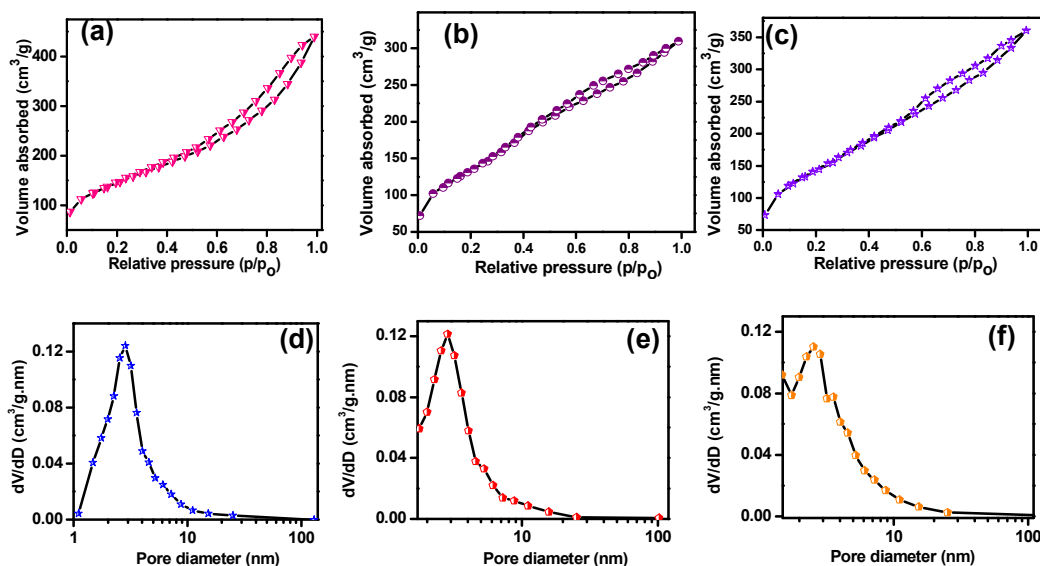 (a)
Volume absorbed (cm³/g)
400
300
200
100
0.0 0.2 0.4 0.6 0.8 1.0
Relative pressure (p/pₒ)
(b)
Volume absorbed (cm³/g)
300
250
200
150
100
50
0.0 0.2 0.4 0.6 0.8 1.0
Relative pressure (p/pₒ)
(c)
Volume absorbed (cm³/g)
350
300
250
200
150
100
50
0.0 0.2 0.4 0.6 0.8 1.0
Relative pressure (p/pₒ)
(d)
dV/dD (cm³/g.nm)
0.12
0.08
0.04
0.00
1 10 100
Pore diameter (nm)
(e)
dV/dD (cm³/g.nm)
0.12
0.08
0.04
0.00
10 100
Pore diameter (nm)
(f)
dV/dD (cm³/g.nm)
0.12
0.08
0.04
0.00
10 100
Pore diameter (nm)